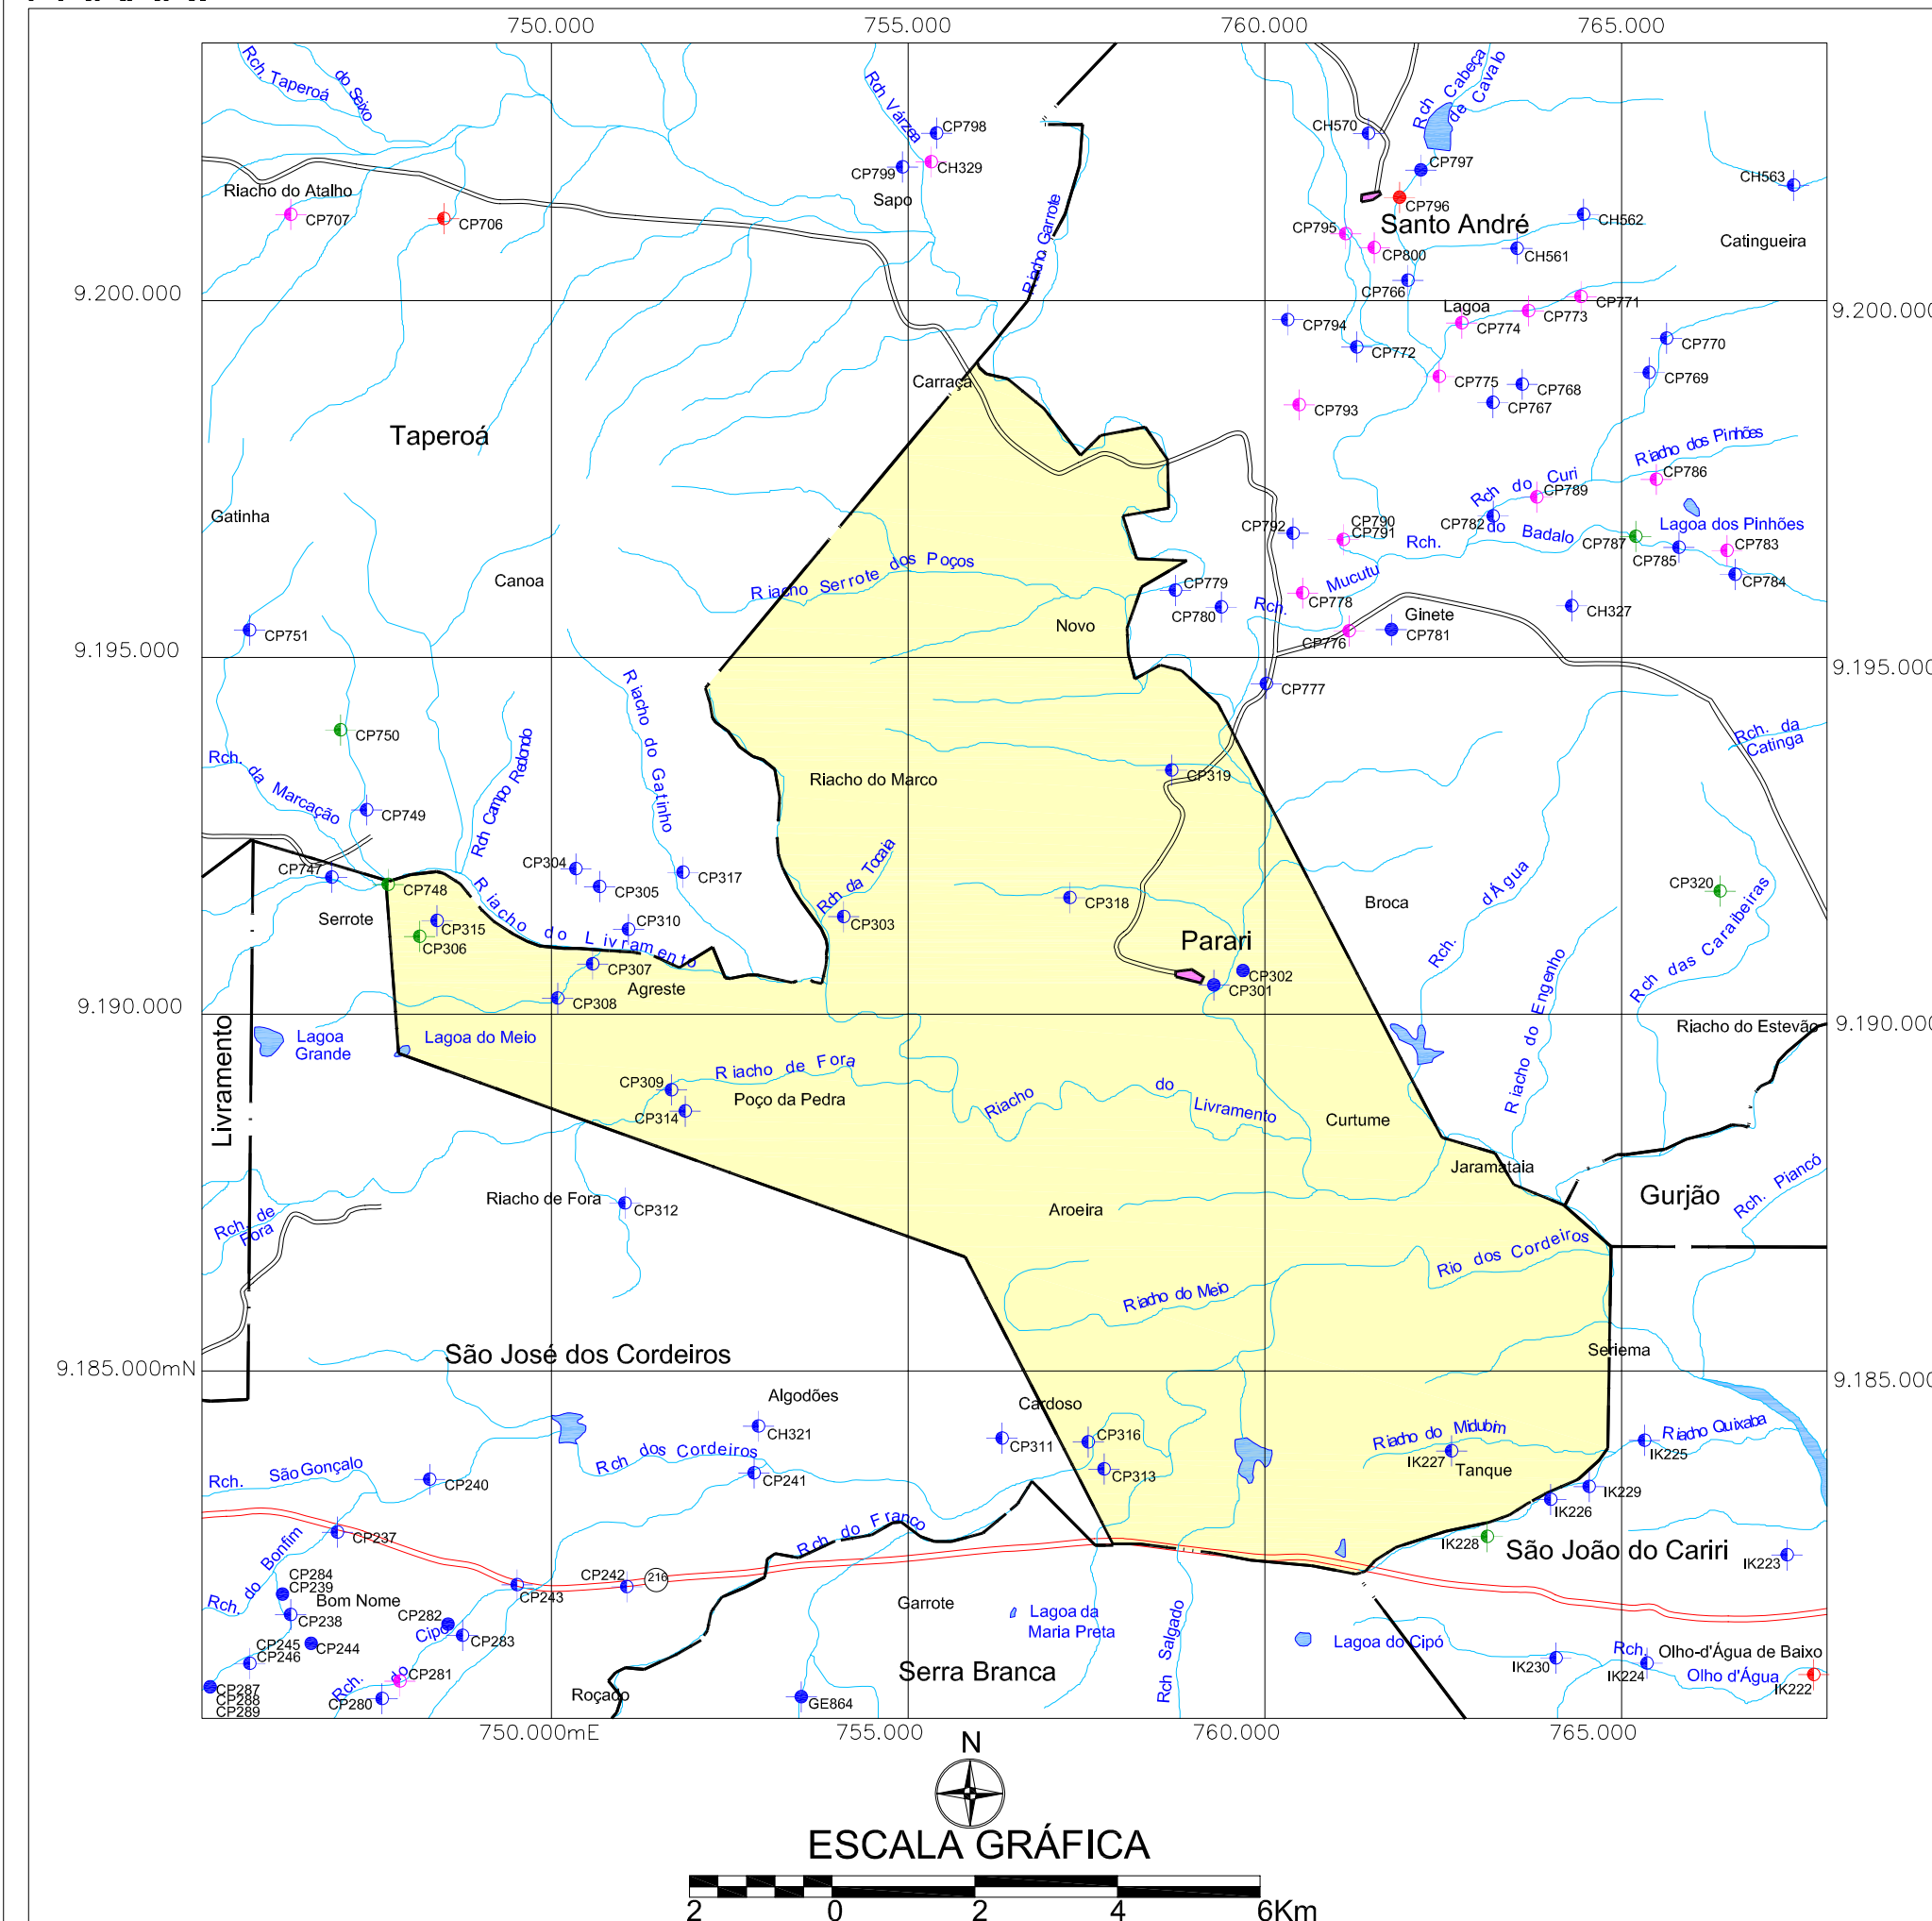 750.000
755.000
760.000
765.000
Rch. Taperoá
do Seixo
Rch Várzea
CP798
CH329
CP799
Sapo
Riacho do Atalho
CP707
CP706
Riacho Garrote
CH570
Rch Cabeça
de Cavalo
CP797
CP796
Santo André
CP795
CP800
CH563
CH562
CH561
Catingueira
CP766
9.200.000
9.200.000
Lagoa
CP771
CP773
CP774
CP794
CP772
CP770
CP769
CP775
CP768
CP767
CP793
Carraça
Taperoá
Riacho dos Pinhões
CP786
Rch do Curi
CP789
Gatinha
CP792
CP790
CP791
CP782
Rch. do Badalo
Lagoa dos Pinhões
CP787
CP785
CP783
CP784
Canoa
Riacho Serrote dos Poços
CP779
CP780
Rch. Mucutu
CP778
CH327
Novo
Ginete
CP776
CP781
CP751
9.195.000
9.195.000
CP777
Riacho do Gatinho
CP750
Rch. da Marcação
Rch Campo Redondo
Rch. da
Catinga
CP749
Riacho do Marco
CP319
CP747
CP748
CP304
CP305
CP317
Rch da Tocaia
CP303
CP318
Broca
Rch. d'Água
CP320
Rch das Caraibeiras
Serrote
CP315
CP306
Riacho do Livramento
CP310
CP307
Agreste
CP308
Parari
CP302
CP301
Riacho do Engenho
9.190.000
9.190.000
Livramento
Lagoa
Grande
Lagoa do Meio
Riacho do Estevão
CP309
Riacho de Fora
Poço da Pedra
CP314
Riacho do Livramento
Curtume
Jaramataia
Gurjão
Rch. Piancó
Riacho de Fora
CP312
Rch. de
Fora
Aroeira
Rio dos Cordeiros
Riacho do Meio
São José dos Cordeiros
Seriema
9.185.000mN
9.185.000
Algodões
CH321
Cardoso
CP311
CP316
CP313
Riacho do Midubim
IK227
Tanque
Riacho Quixaba
IK225
Rch. São Gonçalo
CP240
Rch dos Cordeiros
CP241
IK229
IK226
CP237
Rch do Franco
IK228
São João do Cariri
IK223
Rch. do Bonfim
CP284
CP239
Bom Nome
CP238
CP243
CP242
216
CP282
CP283
Garrote
Lagoa da
Maria Preta
Rch Salgado
Lagoa do Cipó
CP245
CP246
CP244
Rch. do Cipó
CP281
CP280
CP287
CP288
CP289
Serra Branca
Roçado
GE864
IK230
IK224
Olho-d'Água de Baixo
Rch. Olho d'Água
IK222
750.000mE
755.000
760.000
765.000
N
ESCALA GRÁFICA
2 0 2 4 6Km